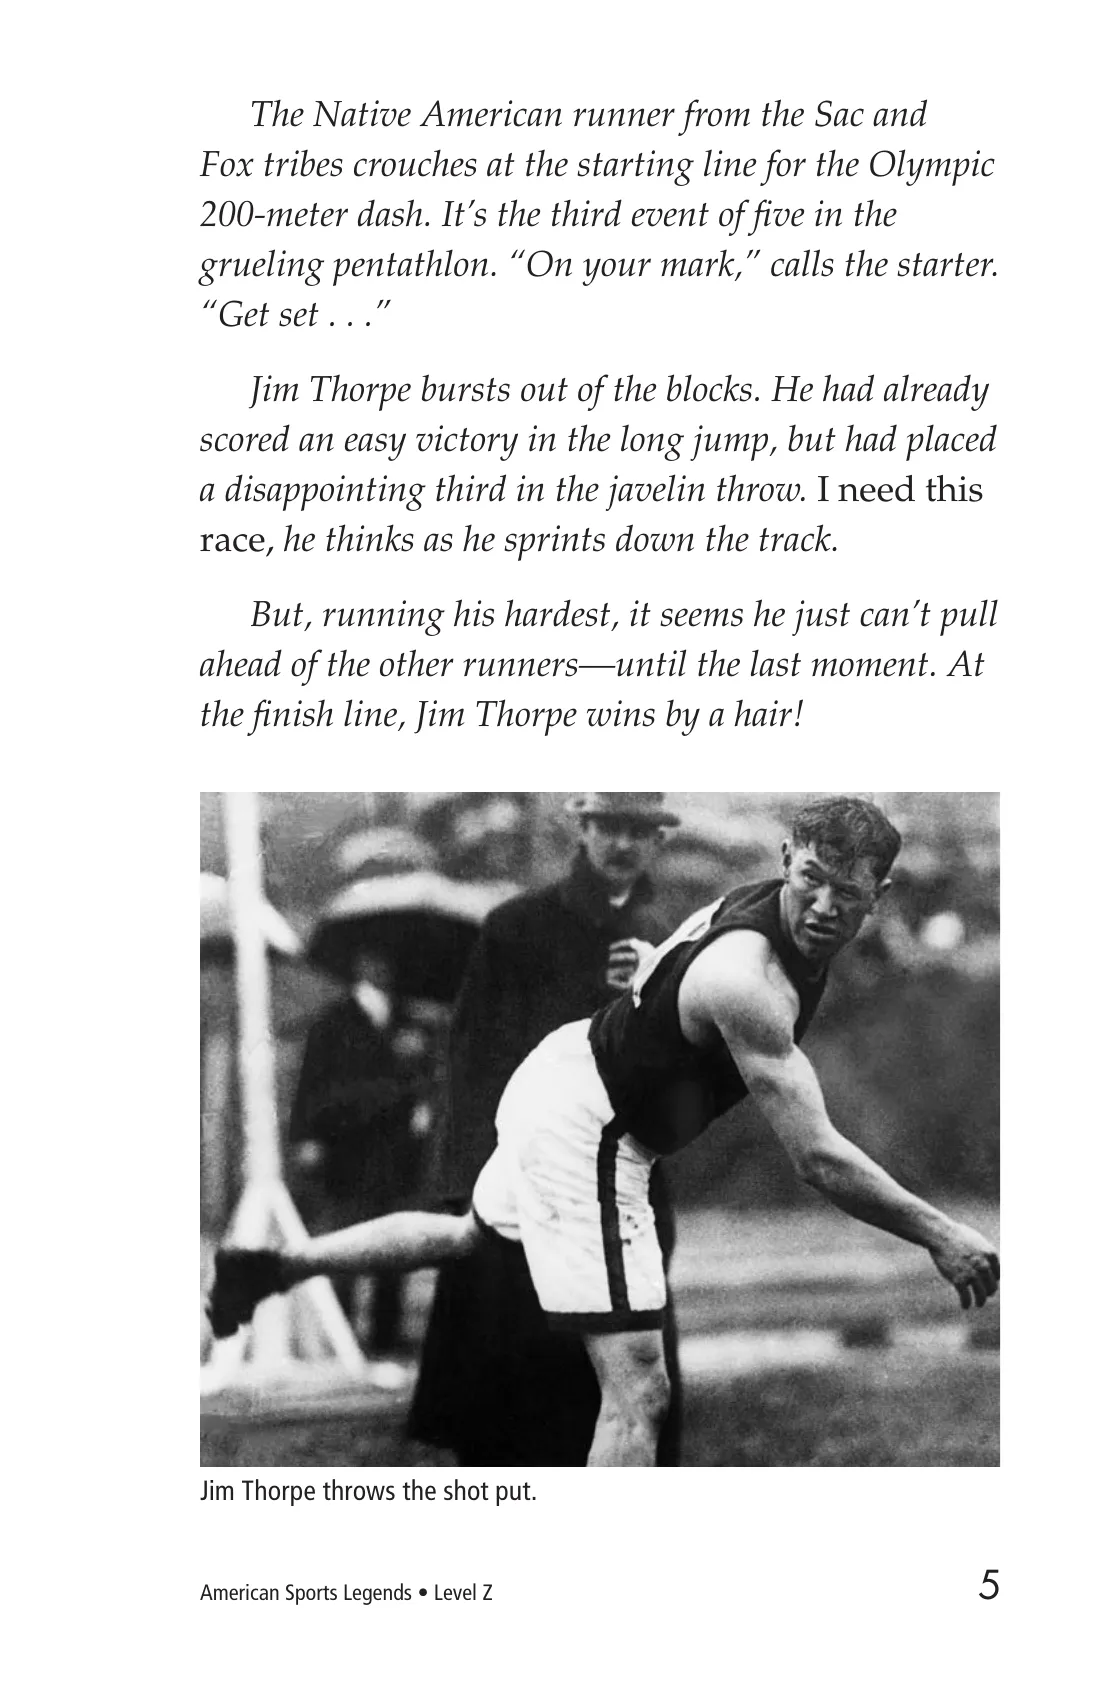 The Native American runner from the Sac and
Fox tribes crouches at the starting line for the Olympic
200-meter dash. It’s the third event of five in the
grueling pentathlon. “On your mark,” calls the starter.
“Get set . . .”
Jim Thorpe bursts out of the blocks. He had already
scored an easy victory in the long jump, but had placed
a disappointing third in the javelin throw. I need this
race, he thinks as he sprints down the track.
But, running his hardest, it seems he just can’t pull
ahead of the other runners—until the last moment. At
the finish line, Jim Thorpe wins by a hair!
Jim Thorpe throws the shot put.
American Sports Legends • Level Z
5